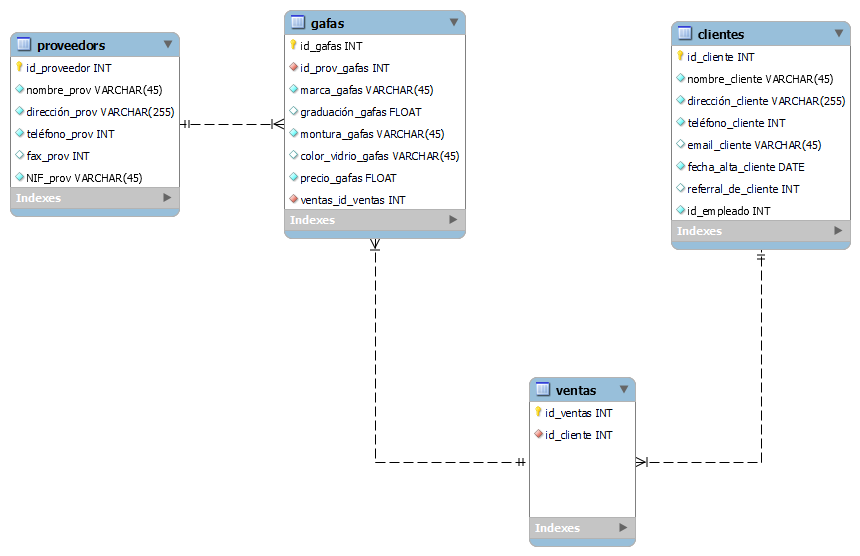 proveedors
id_proveedor INT
nombre_prov VARCHAR(45)
dirección_prov VARCHAR(255)
teléfono_prov INT
fax_prov INT
NIF_prov VARCHAR(45)
Indexes
gafas
id_gafas INT
id_prov_gafas INT
marca_gafas VARCHAR(45)
graduación_gafas FLOAT
montura_gafas VARCHAR(45)
color_vidrio_gafas VARCHAR(45)
precio_gafas FLOAT
ventas_id_ventas INT
Indexes
clientes
id_cliente INT
nombre_cliente VARCHAR(45)
dirección_cliente VARCHAR(255)
teléfono_cliente INT
email_cliente VARCHAR(45)
fecha_alta_cliente DATE
referral_de_cliente INT
id_empleado INT
Indexes
ventas
id_ventas INT
id_cliente INT
Indexes